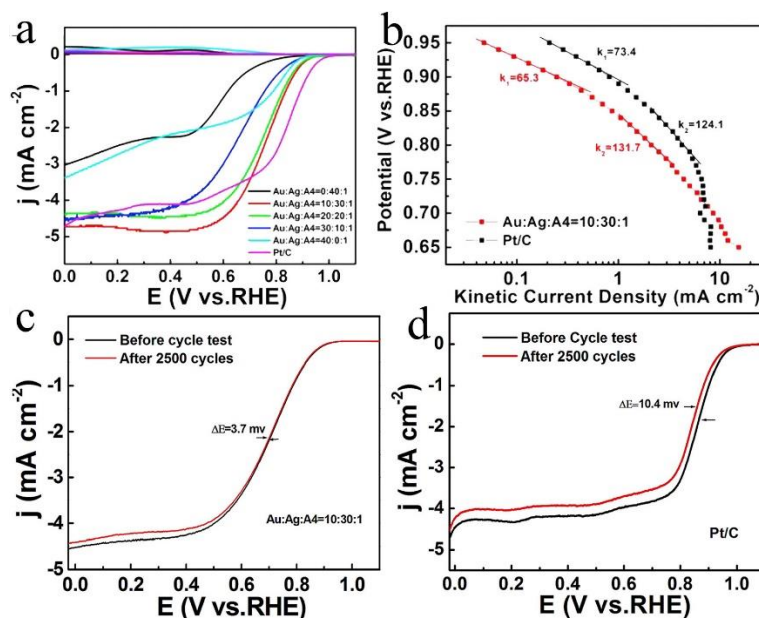 a
j (mA cm-2)
0
-1
-2
-3
-4
-5
Au:Ag:A4=0:40:1
Au:Ag:A4=10:30:1
Au:Ag:A4=20:20:1
Au:Ag:A4=30:10:1
Au:Ag:A4=40:0:1
Pt/C
0.0 0.2 0.4 0.6 0.8 1.0
E (V vs.RHE)
b
Potential (V vs.RHE)
0.95
0.90
0.85
0.80
0.75
0.70
0.65
k1=73.4
k1=65.3
k2=124.1
k2=131.7
Au:Ag:A4=10:30:1
Pt/C
0.1 1 10
Kinetic Current Density (mA cm-2)
c
j (mA cm-2)
0
-1
-2
-3
-4
-5
Before Cycle test
After 2500 cycles
ΔE=3.7 mv
Au:Ag:A4=10:30:1
0.0 0.2 0.4 0.6 0.8 1.0
E (V vs.RHE)
d
j (mA cm-2)
0
-1
-2
-3
-4
-5
Before Cycle test
After 2500 cycles
ΔE=10.4 mv
Pt/C
0.0 0.2 0.4 0.6 0.8 1.0
E (V vs.RHE)